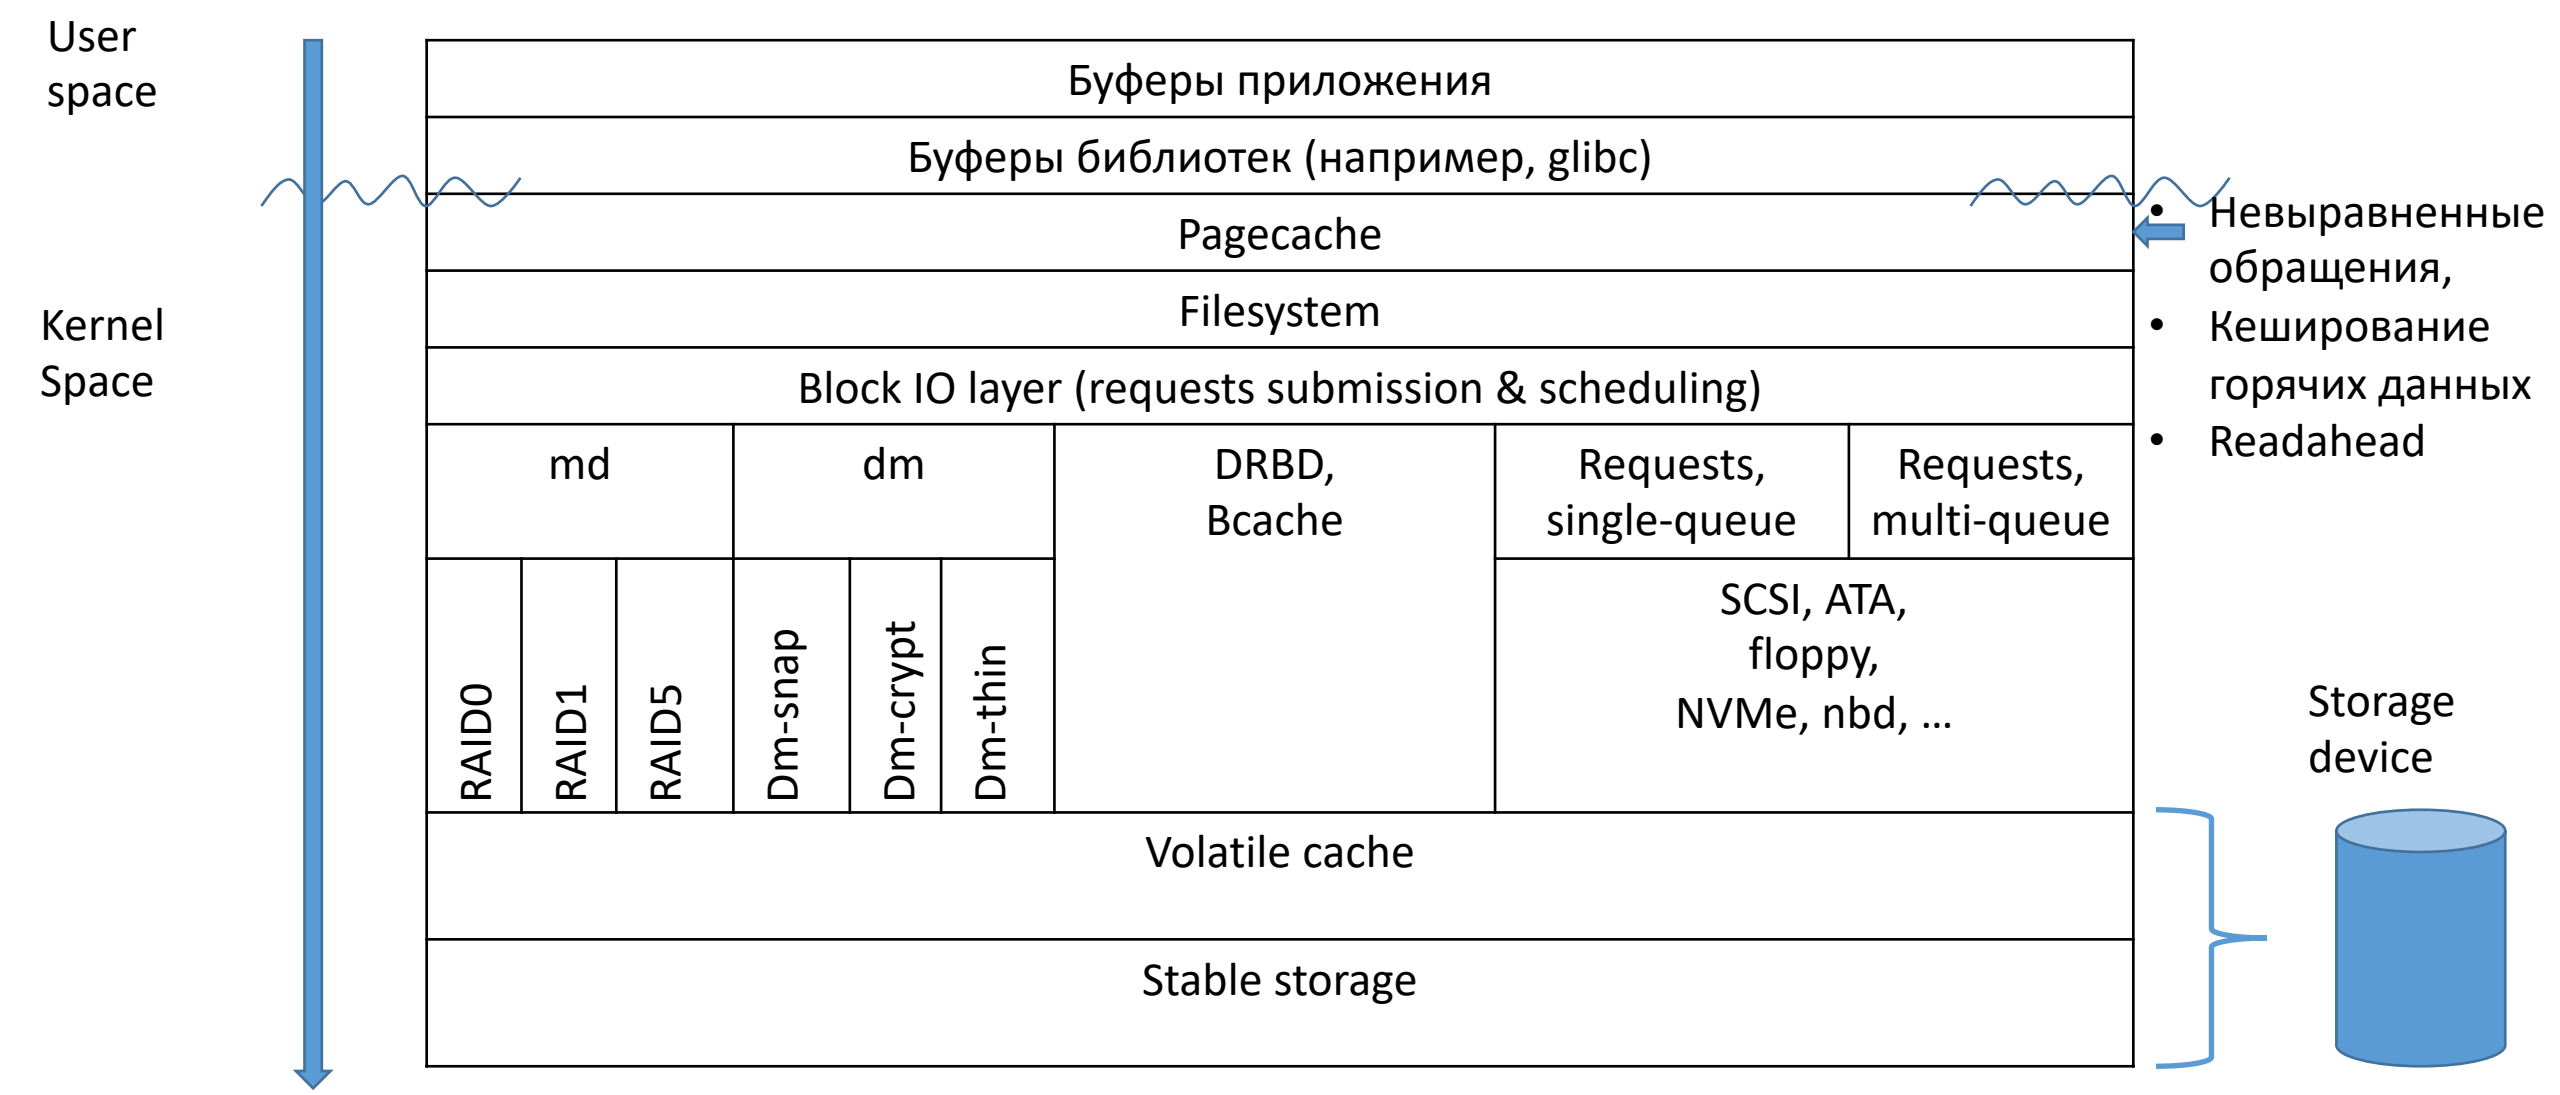 User
space
Буферы приложения
Буферы библиотек (например, glibc)
Pagecache
• Невыравненные
обращения,
• Кеширование
горячих данных
• Readahead
Filesystem
Kernel
Space
Block IO layer (requests submission & scheduling)
md
dm
DRBD,
Bcache
Requests,
single-queue
Requests,
multi-queue
RAID0
RAID1
RAID5
Dm-snap
Dm-crypt
Dm-thin
SCSI, ATA,
floppy,
NVMe, nbd, ...
Storage
device
Volatile cache
Stable storage